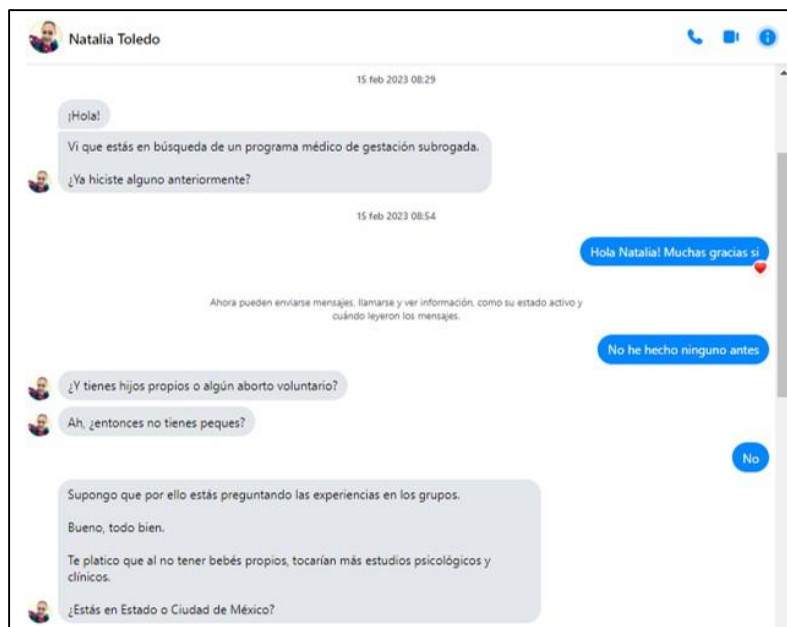 Natalia Toledo
15 feb 2023 08:29
¡Hola!
Vi que estás en búsqueda de un programa médico de gestación subrogada.
¿Ya hiciste alguno anteriormente?
15 feb 2023 08:54
Hola Natalia! Muchas gracias si
Ahora pueden enviarse mensajes, llamarse y ver información, como su estado activo y
cuándo leyeron los mensajes.
No he hecho ninguno antes
¿Y tienes hijos propios o algún aborto voluntario?
Ah, ¿entonces no tienes peques?
No
Supongo que por ello estás preguntando las experiencias en los grupos.
Bueno, todo bien.
Te platico que al no tener bebés propios, tocarían más estudios psicológicos y
clínicos.
¿Estás en Estado o Ciudad de México?